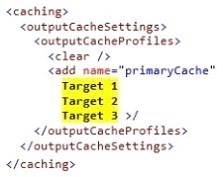 <caching>
<outputCacheSettings>
<outputCacheProfiles>
<clear />
<add name="primaryCache"
Target 1
Target 2
Target 3 >/
</outputCacheProfiles>
</outputCacheSettings>
</caching>